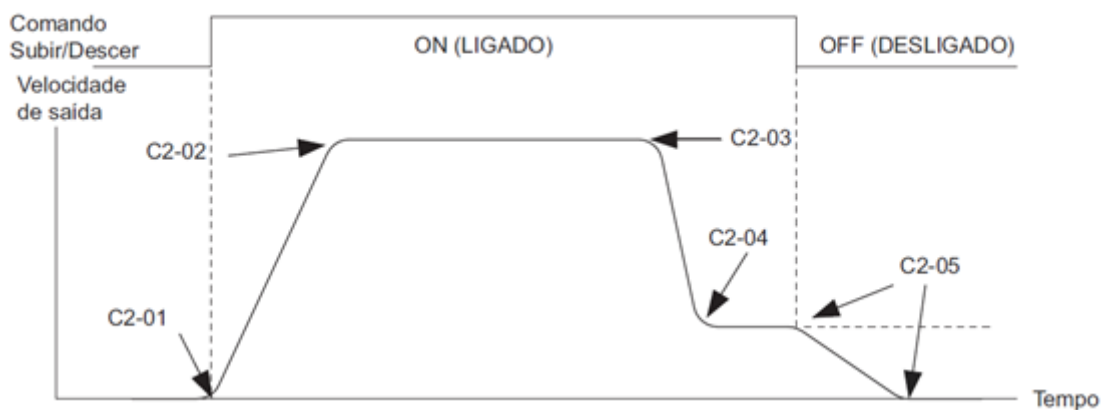 Comando
Subir/Descer
ON (LIGADO)
OFF (DESLIGADO)
Velocidade
de saída
C2-02
C2-03
C2-04
C2-05
C2-01
Tempo